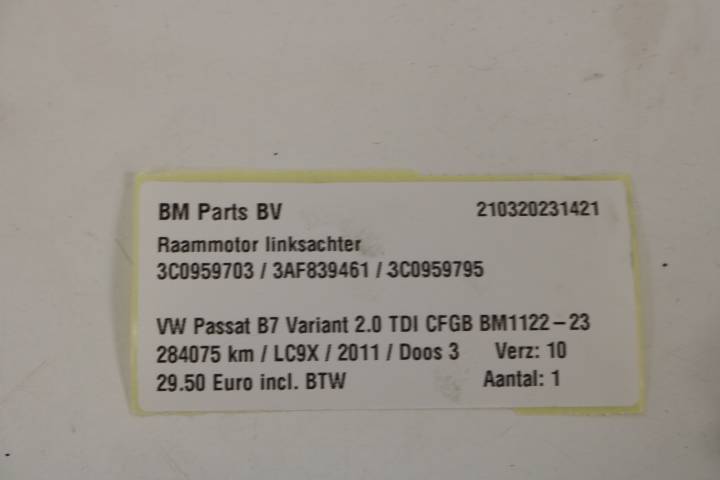 BM Parts BV 210320231421
Raammotor linksachter
3C0959703 / 3AF839461 / 3C0959795
VW Passat B7 Variant 2.0 TDI CFGB BM1122-23
284075 km / LC9X / 2011 / Doos 3 Verz: 10
29.50 Euro incl. BTW Aantal: 1